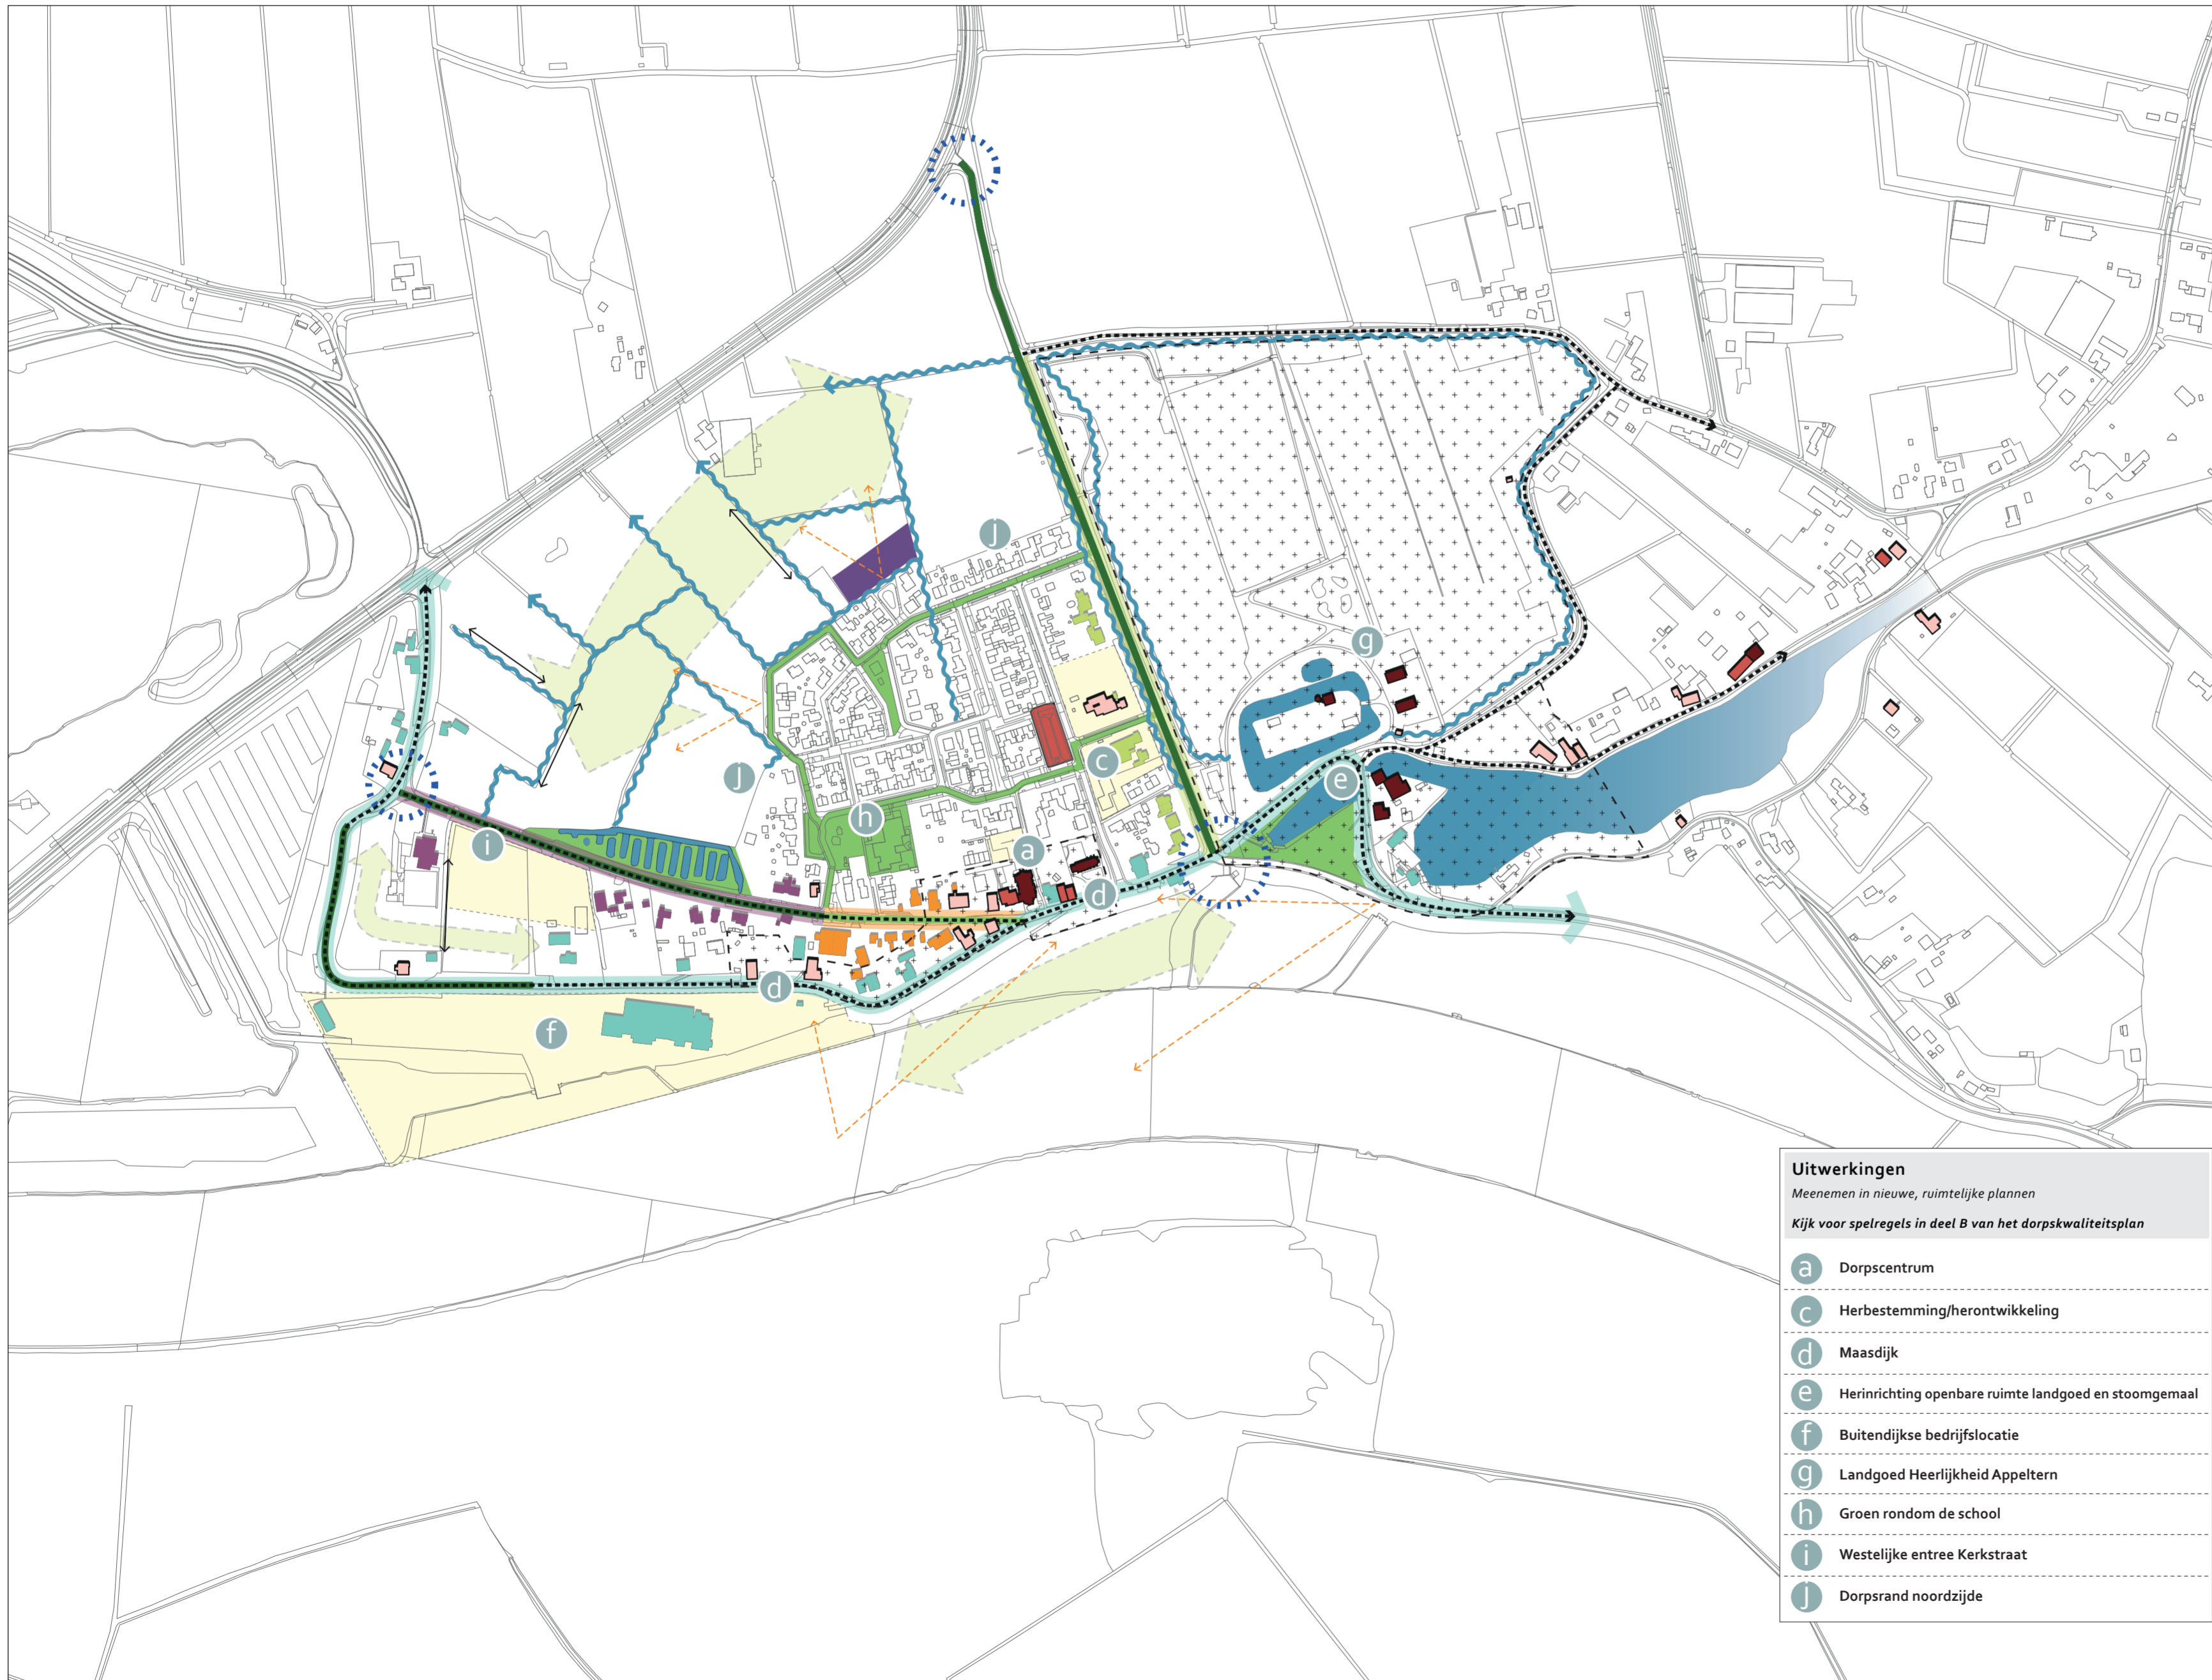 J
g
c
J
e
h
a
i
d
d
f
Uitwerkingen
Meenemen in nieuwe, ruimtelijke plannen
Kijk voor spelregels in deel B van het dorpskwaliteitsplan
a Dorpscentrum
c Herbestemming/herontwikkeling
d Maasdijk
e Herinrichting openbare ruimte landgoed en stoomgemaal
f Buitendijkse bedrijfslocatie
g Landgoed Heerlijkheid Appeltern
h Groen rondom de school
i Westelijke entree Kerkstraat
J Dorpsrand noordzijde